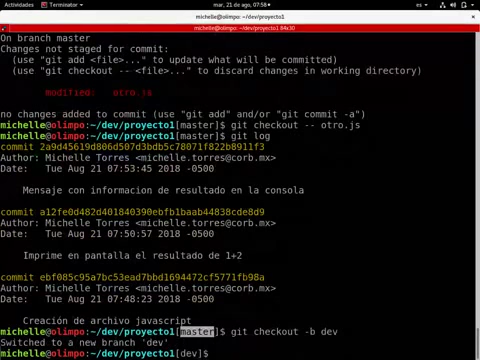 Terminator
mar, 21 de ago, 07:58
es
michelle@olimpo: ~/dev/proyecto1
michelle@olimpo: ~/dev/proyecto1 84x30
On branch master
Changes not staged for commit:
(use "git add <file>..." to update what will be committed)
(use "git checkout -- <file>..." to discard changes in working directory)
modified: otro.js
no changes added to commit (use "git add" and/or "git commit -a")
michelle@olimpo:~/dev/proyecto1[master]$ git checkout -- otro.js
michelle@olimpo:~/dev/proyecto1[master]$ git log
commit 2a9d45619d806d507d3bdb5c78071f822b8911f3
Author: Michelle Torres <michelle.torres@corb.mx>
Date: Tue Aug 21 07:53:45 2018 -0500
Mensaje con informacion de resultado en la consola
commit a12fe0d482d401840390ebfb1baab44838cde8d9
Author: Michelle Torres <michelle.torres@corb.mx>
Date: Tue Aug 21 07:50:57 2018 -0500
Imprime en pantalla el resultado de 1+2
commit ebf085c95a7bc53ead7bbd1694472cf5771fb98a
Author: Michelle Torres <michelle.torres@corb.mx>
Date: Tue Aug 21 07:48:23 2018 -0500
Creación de archivo javascript
michelle@olimpo:~/dev/proyecto1[master]$ git checkout -b dev
Switched to a new branch 'dev'
michelle@olimpo:~/dev/proyecto1[dev]$